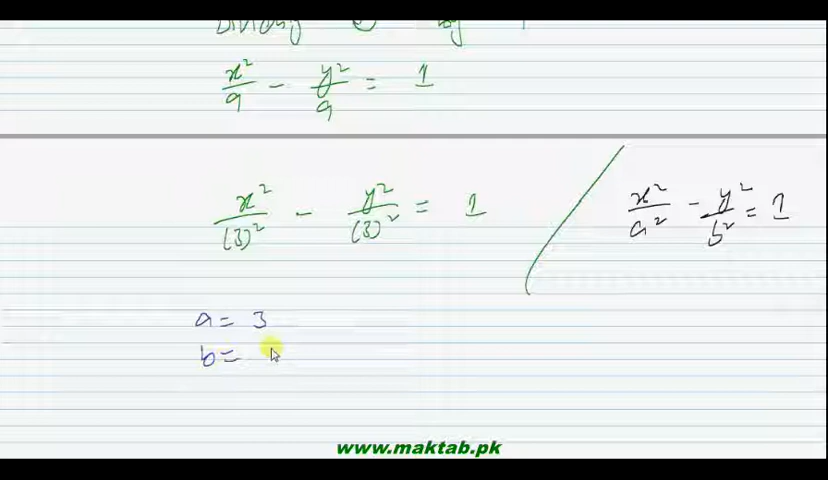 by
x²/9 - y²/9 = 1
x²/(3)² - y²/(3)² = 1
x²/a² - y²/b² = 1
a = 3
b =
www.maktab.pk